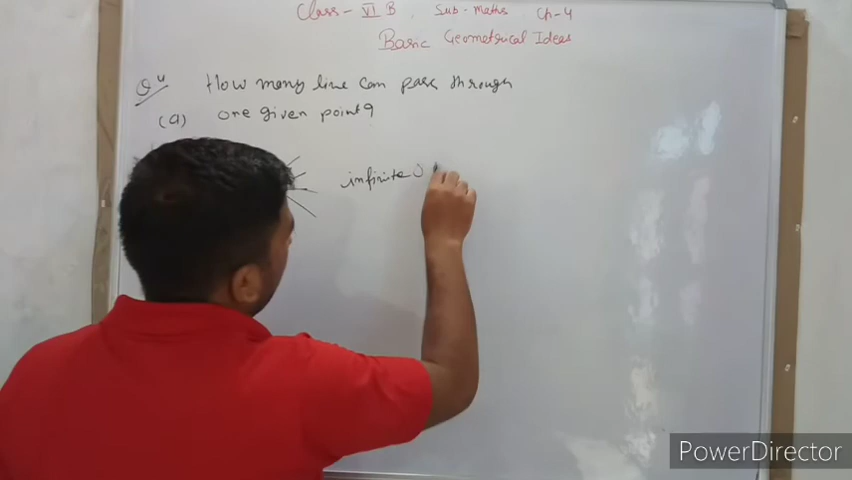 Class - VI B Sub - Maths Ch-4
Basic Geometrical Ideas
Q4 How many line can pass through
(a) one given point?
infinite
PowerDirector